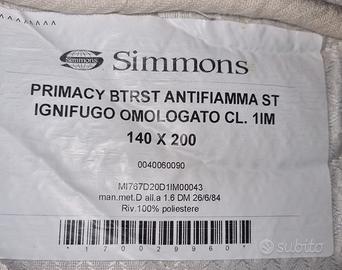 Simmons
PRIMACY BTRST ANTIFIAMMA ST
IGNIFUGO OMOLOGATO CL. 1IM
140 X 200
0040060090
MI767D20D1IM00043
man.met.D all.a 1.6 DM 26/6/84
Riv.100% poliestere
*170029960*
subito